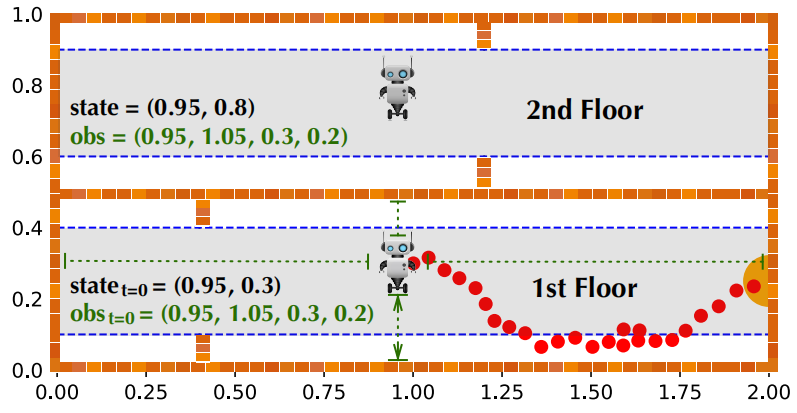 1.0
0.8
0.6
0.4
0.2
0.0
state = (0.95, 0.8)
obs = (0.95, 1.05, 0.3, 0.2)
2nd Floor
state t=0 = (0.95, 0.3)
obs t=0 = (0.95, 1.05, 0.3, 0.2)
1st Floor
0.00 0.25 0.50 0.75 1.00 1.25 1.50 1.75 2.00